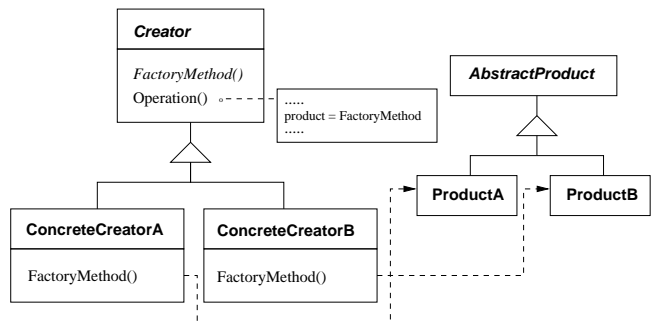 Creator
FactoryMethod()
Operation()
.....
product = FactoryMethod
.....
AbstractProduct
ProductA
ProductB
ConcreteCreatorA
FactoryMethod()
ConcreteCreatorB
FactoryMethod()